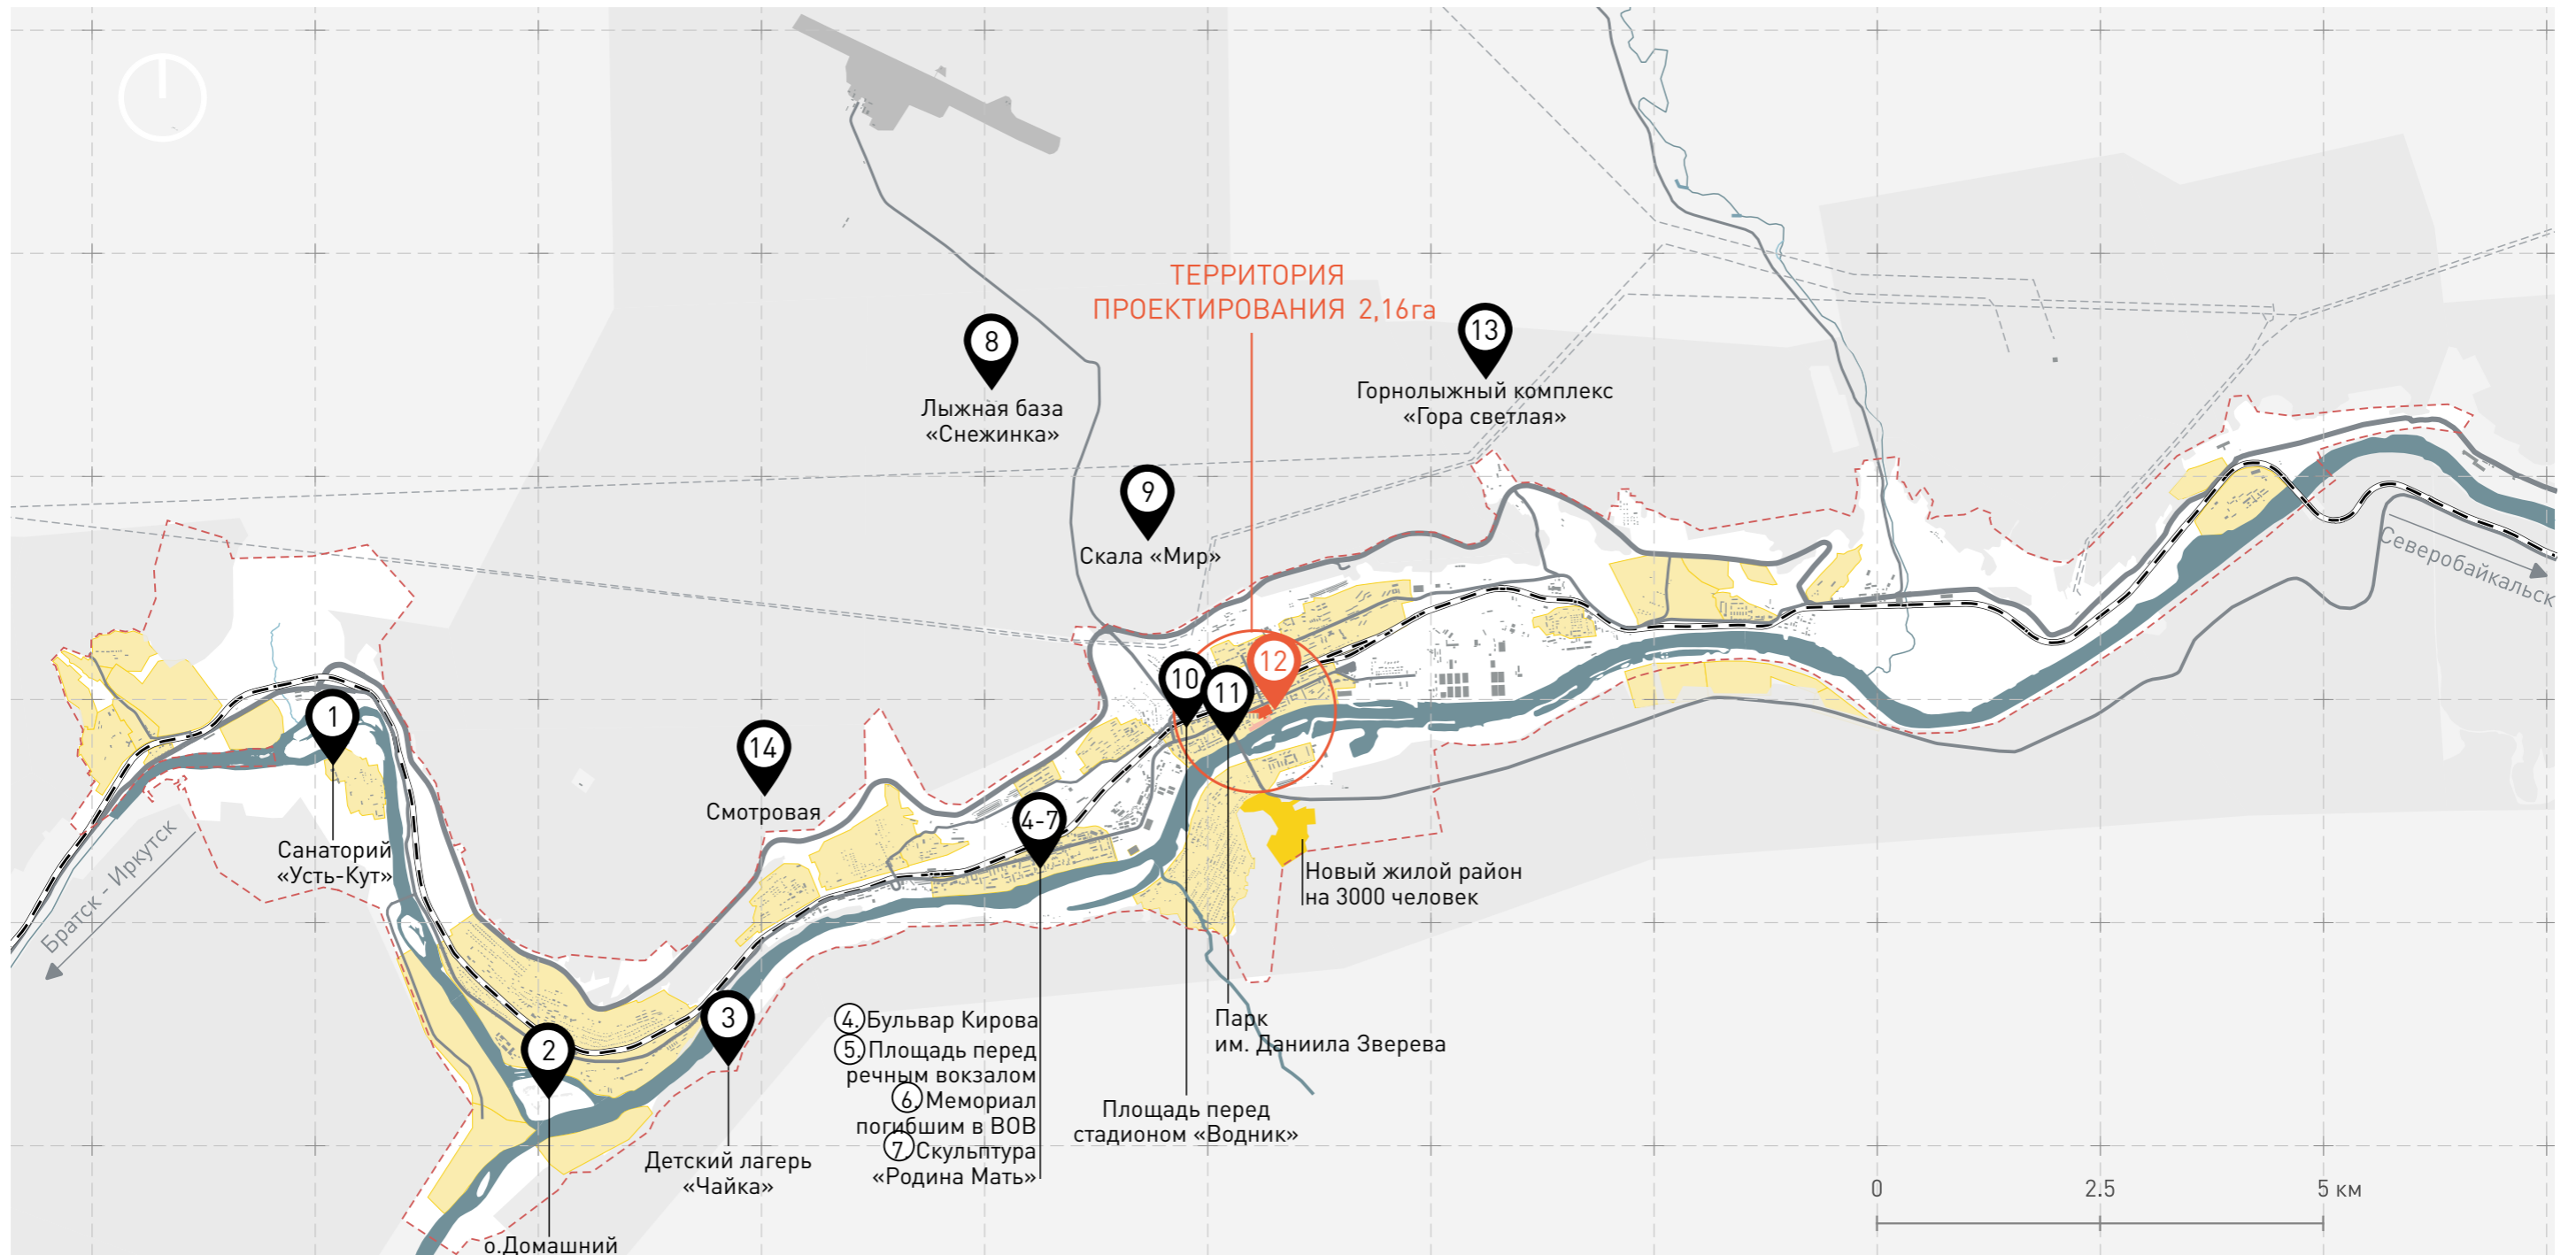 ТЕРРИТОРИЯ
ПРОЕКТИРОВАНИЯ 2,16га
8
Лыжная база
«Снежинка»
13
Горнолыжный комплекс
«Гора светлая»
9
Скала «Мир»
Северобайкальск
12
10
11
1
Санаторий
«Усть-Кут»
Братск - Иркутск
14
Смотровая
4-7
Новый жилой район
на 3000 человек
2
о.Домашний
3
Детский лагерь
«Чайка»
4. Бульвар Кирова
5. Площадь перед
речным вокзалом
6. Мемориал
погибшим в ВОВ
7 Скульптура
«Родина Мать»
Парк
им. Даниила Зверева
Площадь перед
стадионом «Водник»
0 2.5 5 км